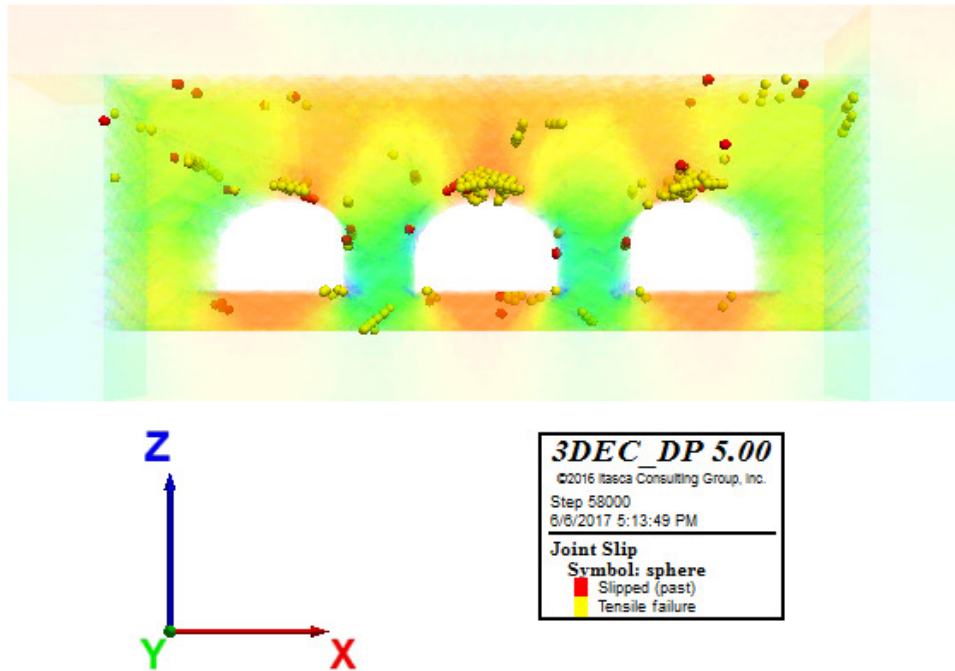 Z
Y
X
3DEC_DP 5.00
©2016 Itasca Consulting Group, Inc.
Step 58000
6/6/2017 5:13:49 PM
Joint Slip
Symbol: sphere
Slipped (past)
Tensile failure